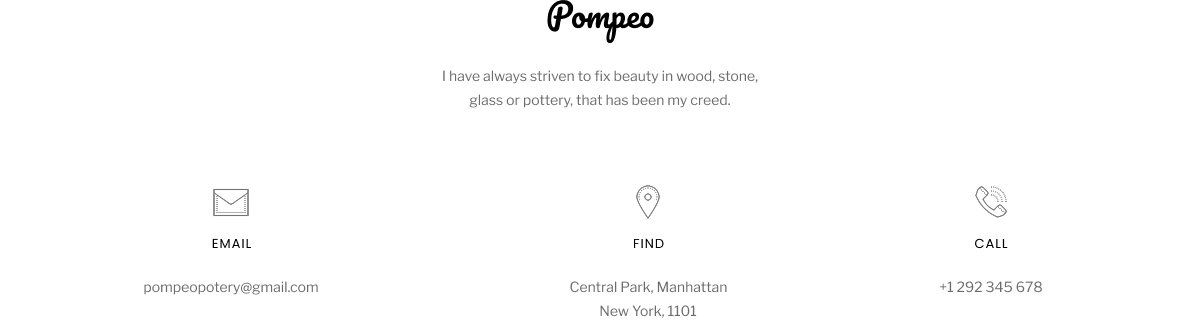 Pompeo
I have always striven to fix beauty in wood, stone,
glass or pottery, that has been my creed.
EMAIL
pompeopotery@gmail.com
FIND
Central Park, Manhattan
New York, 1101
CALL
+1 292 345 678